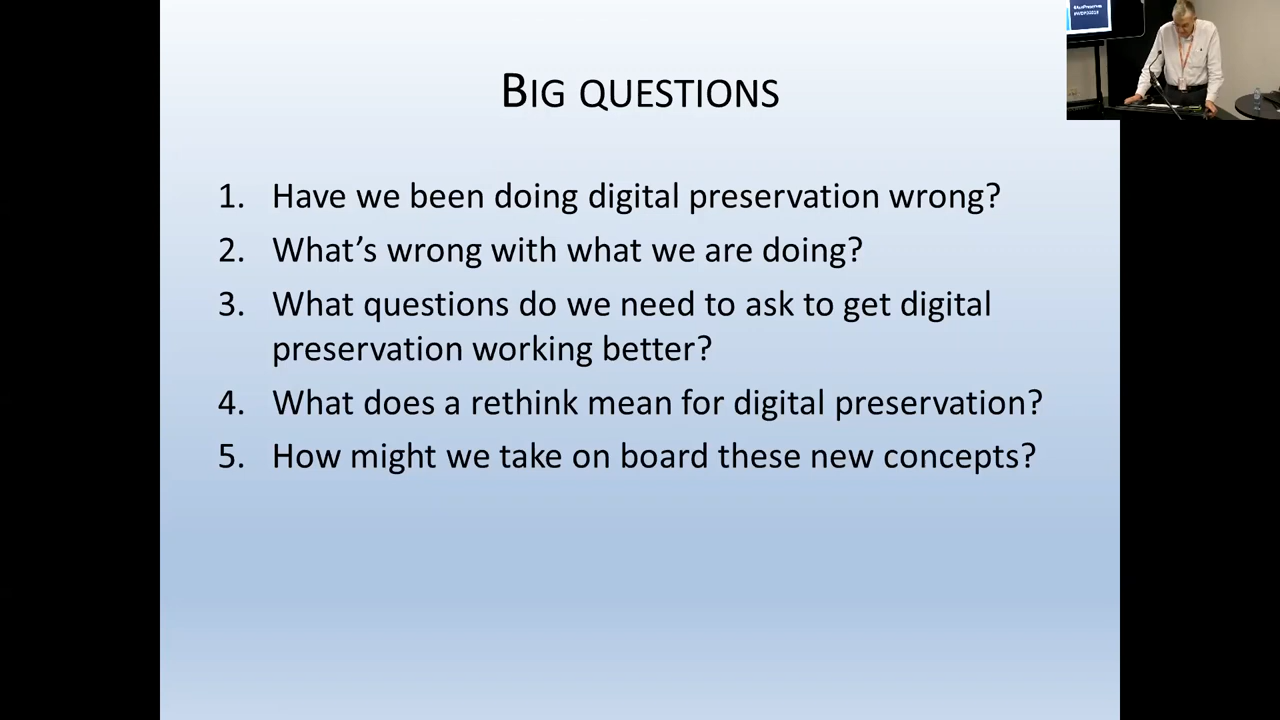 BIG QUESTIONS
1. Have we been doing digital preservation wrong?
2. What’s wrong with what we are doing?
3. What questions do we need to ask to get digital
preservation working better?
4. What does a rethink mean for digital preservation?
5. How might we take on board these new concepts?